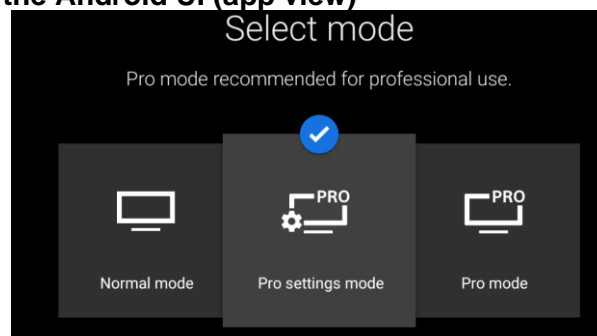 the Android UI (app view)
Select mode
Pro mode recommended for professional use.
PRO
PRO
Normal mode
Pro settings mode
Pro mode